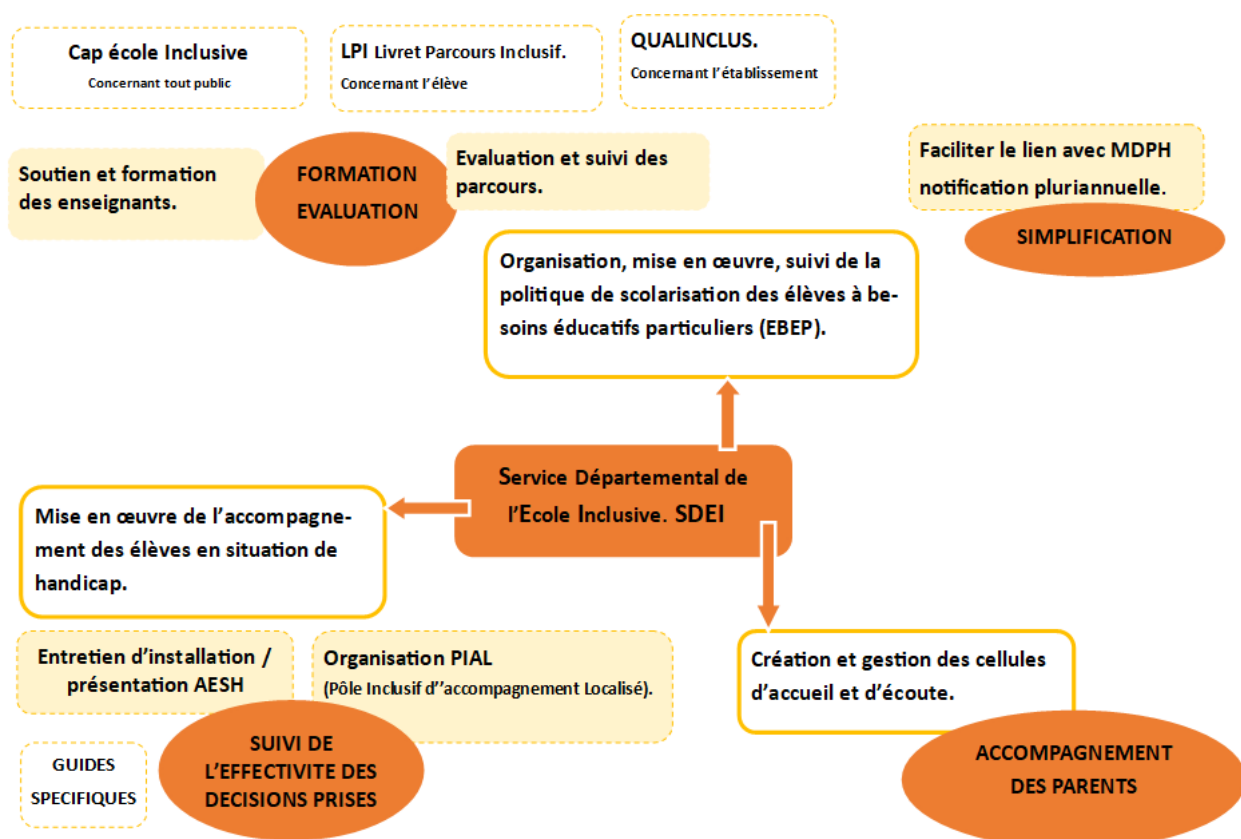 Cap école Inclusive
Concernant tout public
LPI Livret Parcours Inclusif.
Concernant l'élève
QUALINCLUS.
Concernant l'établissement
Soutien et formation
des enseignants.
FORMATION
EVALUATION
Evaluation et suivi des
parcours.
Faciliter le lien avec MDPH
notification pluriannuelle.
SIMPLIFICATION
Organisation, mise en œuvre, suivi de la
politique de scolarisation des élèves à be-
soins éducatifs particuliers (EBEP).
Service Départemental de
l'Ecole Inclusive. SDEI
Mise en œuvre de l'accompagne-
ment des élèves en situation de
handicap.
Entretien d'installation /
présentation AESH
Organisation PIAL
(Pôle Inclusif d''accompagnement Localisé).
Création et gestion des cellules
d'accueil et d'écoute.
GUIDES
SPECIFIQUES
SUIVI DE
L'EFFECTIVITE DES
DECISIONS PRISES
ACCOMPAGNEMENT
DES PARENTS